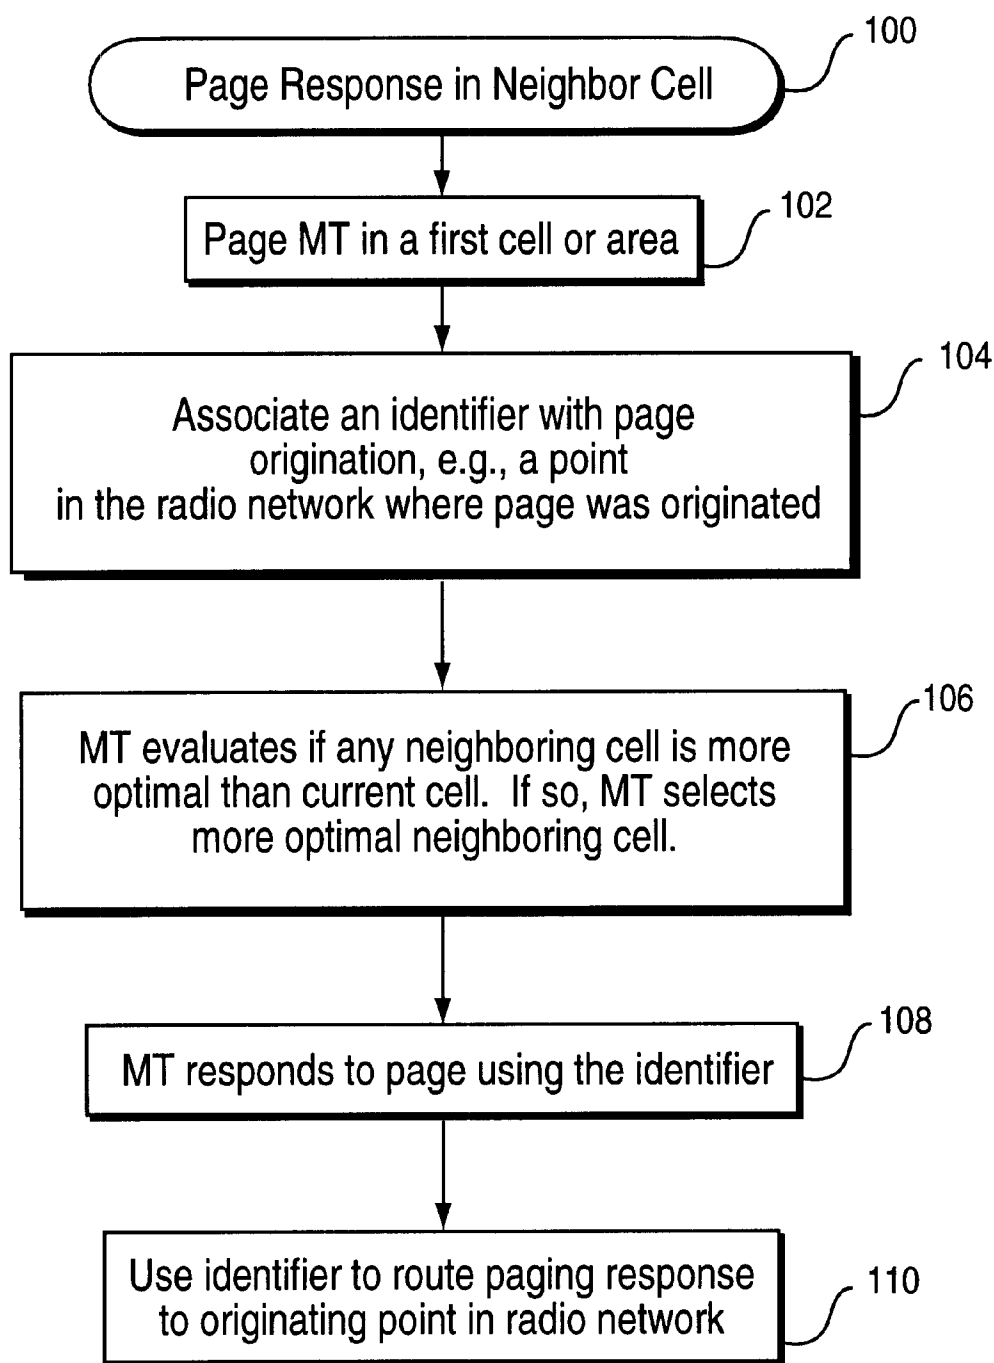 100
Page Response in Neighbor Cell
102
Page MT in a first cell or area
104
Associate an identifier with page
origination, e.g., a point
in the radio network where page was originated
106
MT evaluates if any neighboring cell is more
optimal than current cell. If so, MT selects
more optimal neighboring cell.
108
MT responds to page using the identifier
Use identifier to route paging response
to originating point in radio network
110